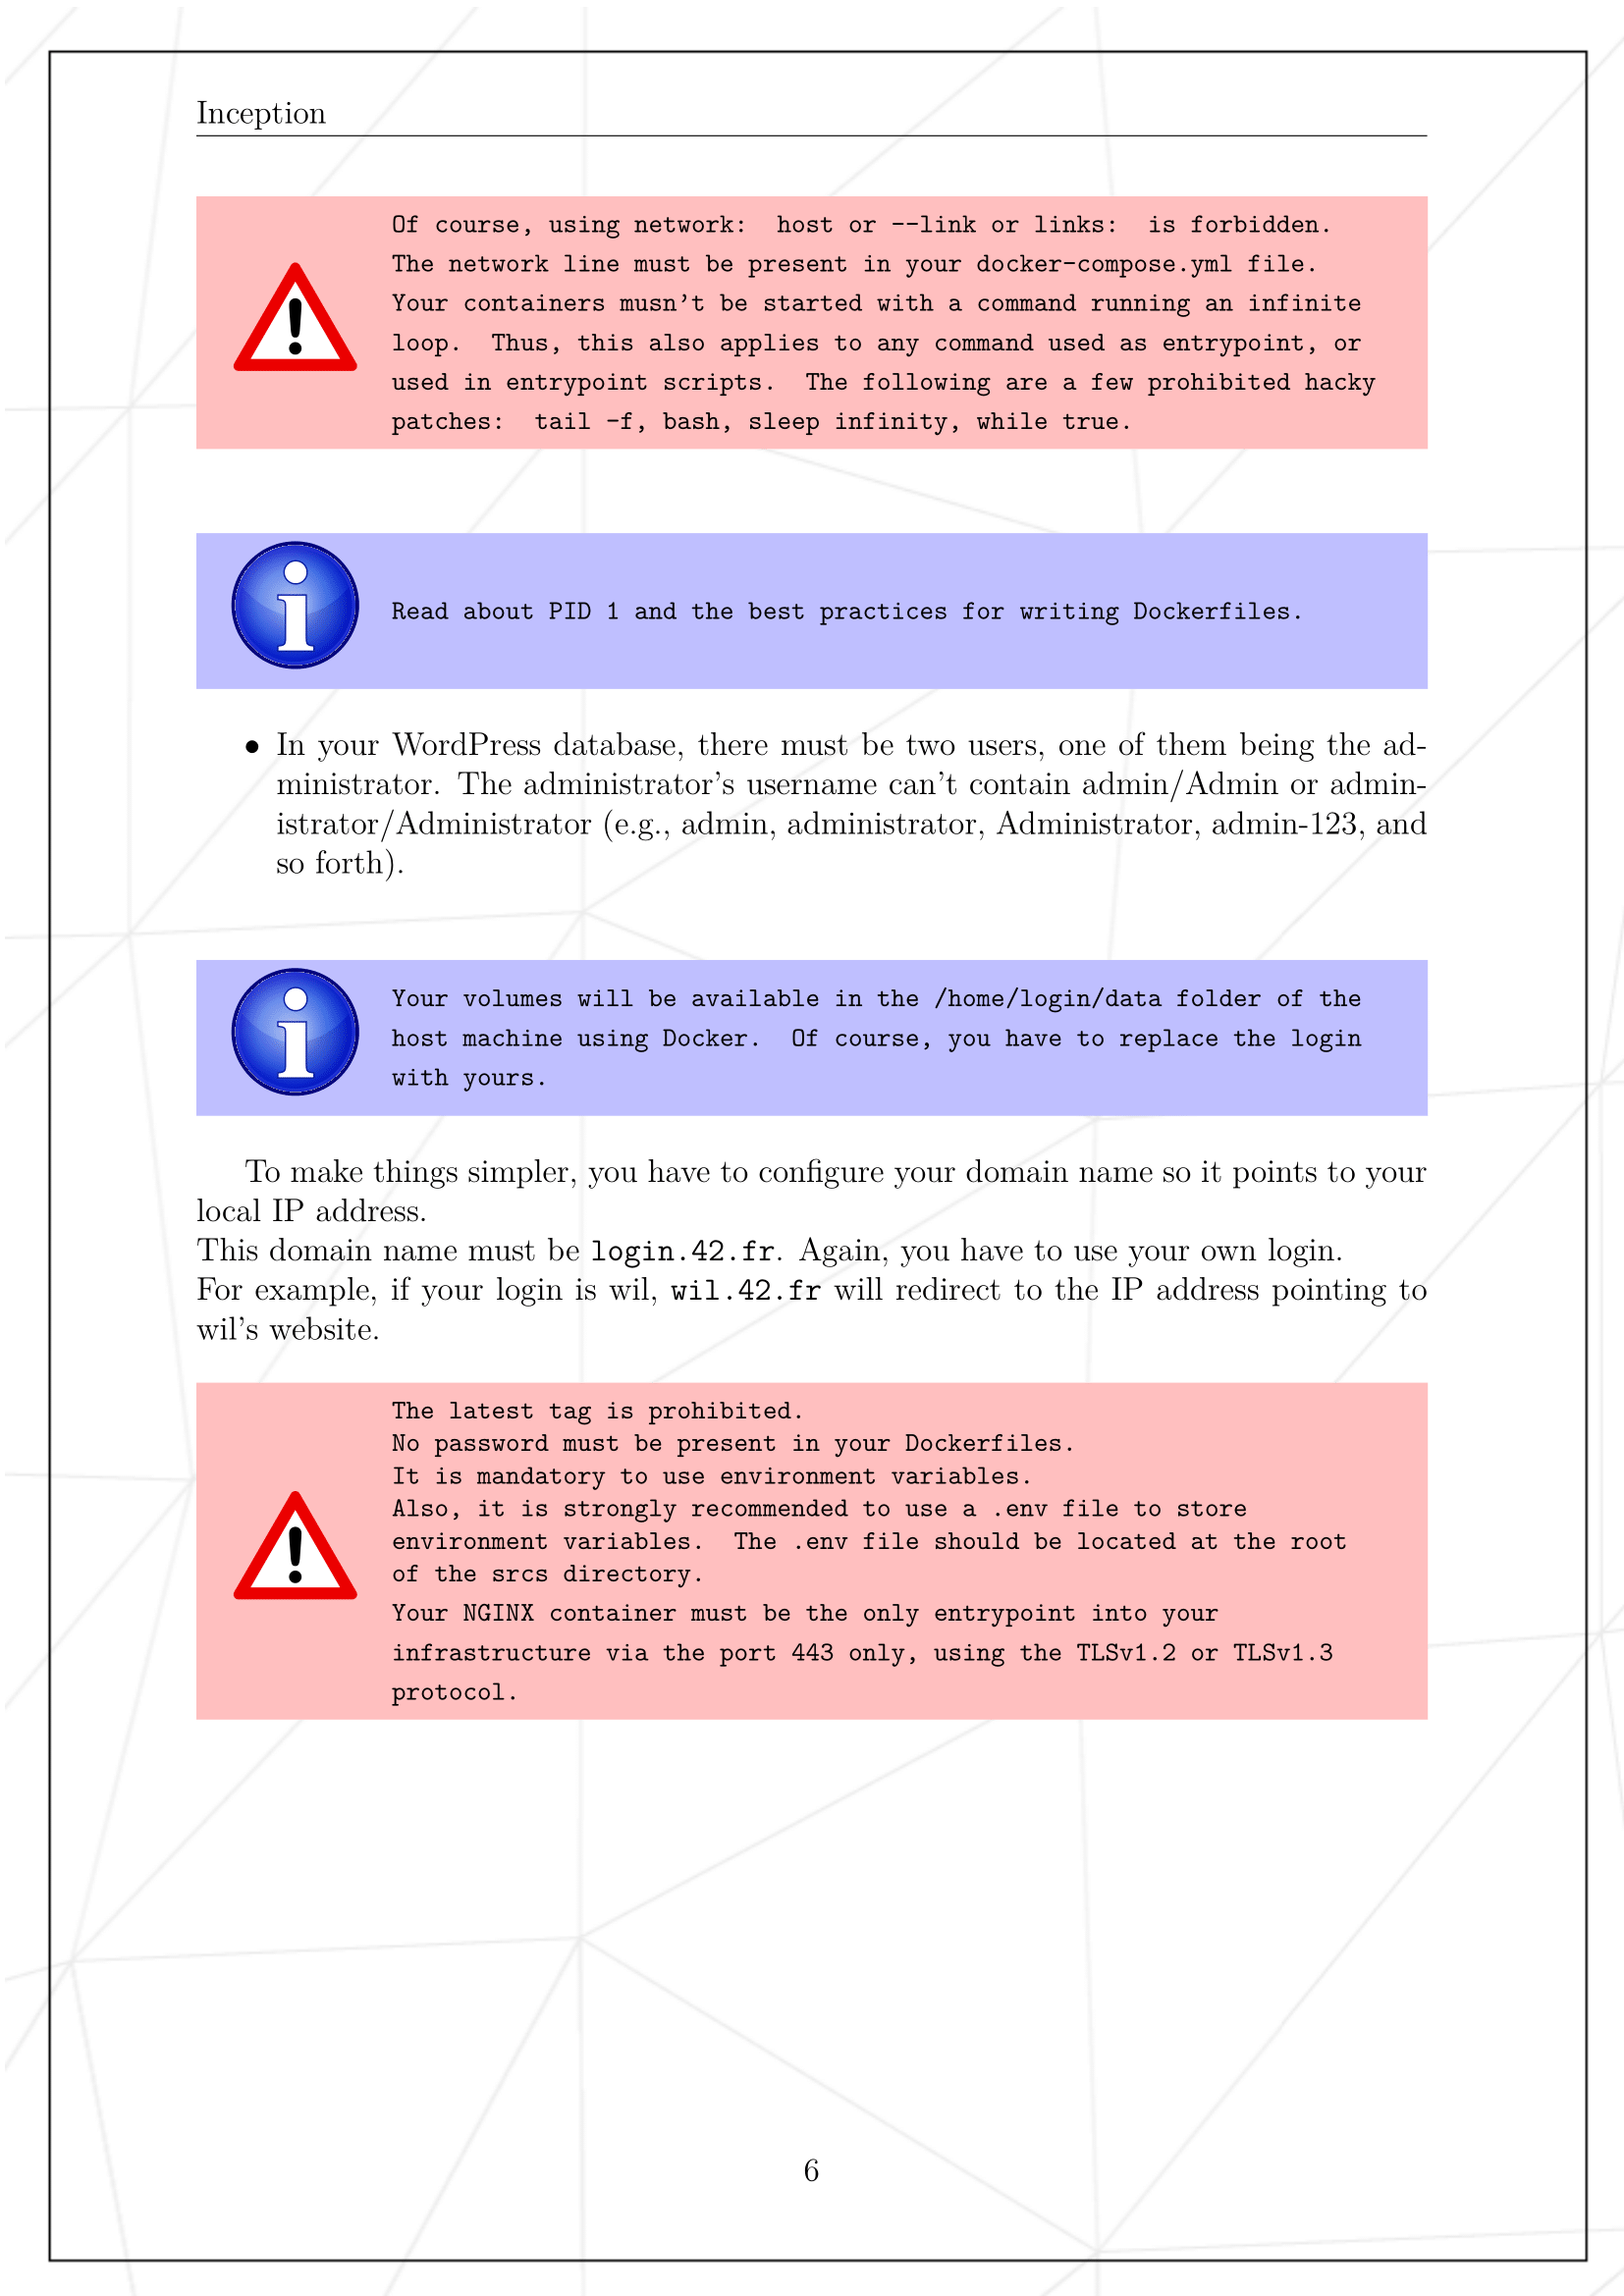 Inception
Of course, using network:  host or --link or links:  is forbidden.
The network line must be present in your docker-compose.yml file.
Your containers musn't be started with a command running an infinite
loop.  Thus, this also applies to any command used as entrypoint, or
used in entrypoint scripts.  The following are a few prohibited hacky
patches:  tail -f, bash, sleep infinity, while true.
Read about PID 1 and the best practices for writing Dockerfiles.
• In your WordPress database, there must be two users, one of them being the ad-
ministrator. The administrator's username can't contain admin/Admin or admin-
istrator/Administrator (e.g., admin, administrator, Administrator, admin-123, and
so forth).
Your volumes will be available in the /home/login/data folder of the
host machine using Docker.  Of course, you have to replace the login
with yours.
To make things simpler, you have to configure your domain name so it points to your
local IP address.
This domain name must be login.42.fr. Again, you have to use your own login.
For example, if your login is wil, wil.42.fr will redirect to the IP address pointing to
wil's website.
The latest tag is prohibited.
No password must be present in your Dockerfiles.
It is mandatory to use environment variables.
Also, it is strongly recommended to use a .env file to store
environment variables.  The .env file should be located at the root
of the srcs directory.
Your NGINX container must be the only entrypoint into your
infrastructure via the port 443 only, using the TLSv1.2 or TLSv1.3
protocol.
6